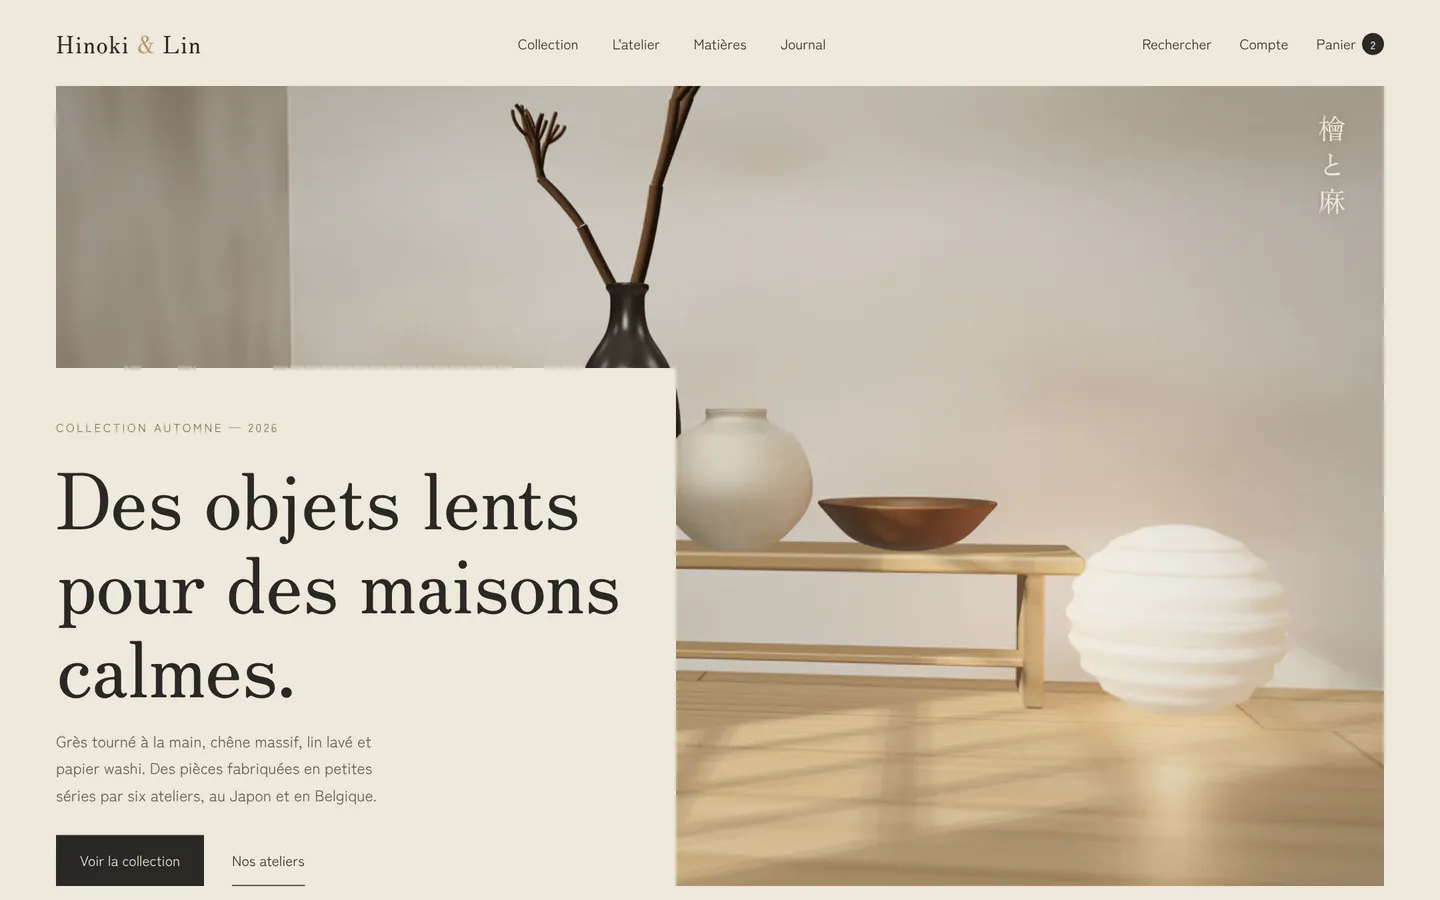 Hinoki & Lin
Collection L’atelier Matières Journal
Rechercher Compte Panier 2
檜と麻
COLLECTION AUTOMNE — 2026
Des objets lents
pour des maisons
calmes.
Grès tourné à la main, chêne massif, lin lavé et
papier washi. Des pièces fabriquées en petites
séries par six ateliers, au Japon et en Belgique.
Voir la collection
Nos ateliers